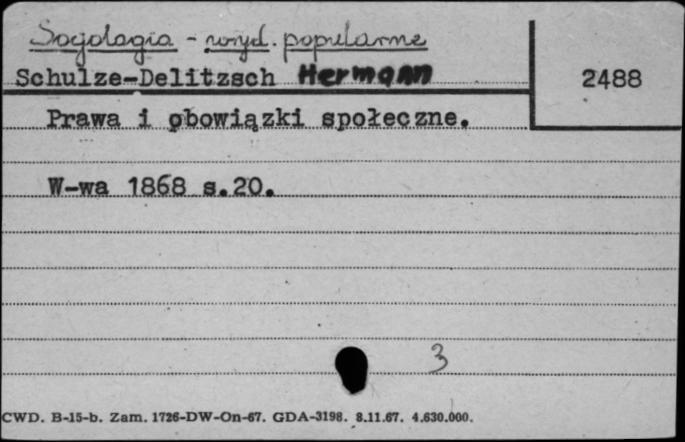 Socjologia - wyd. popularne
Schulze-Delitzsch Hermann
2488
Prawa i obowiązki społeczne.
W-wa 1868 s.20.
3
CWD. B-15-b. Zam. 1726-DW-On-67. GDA-3198. 8.11.67. 4.630.000.